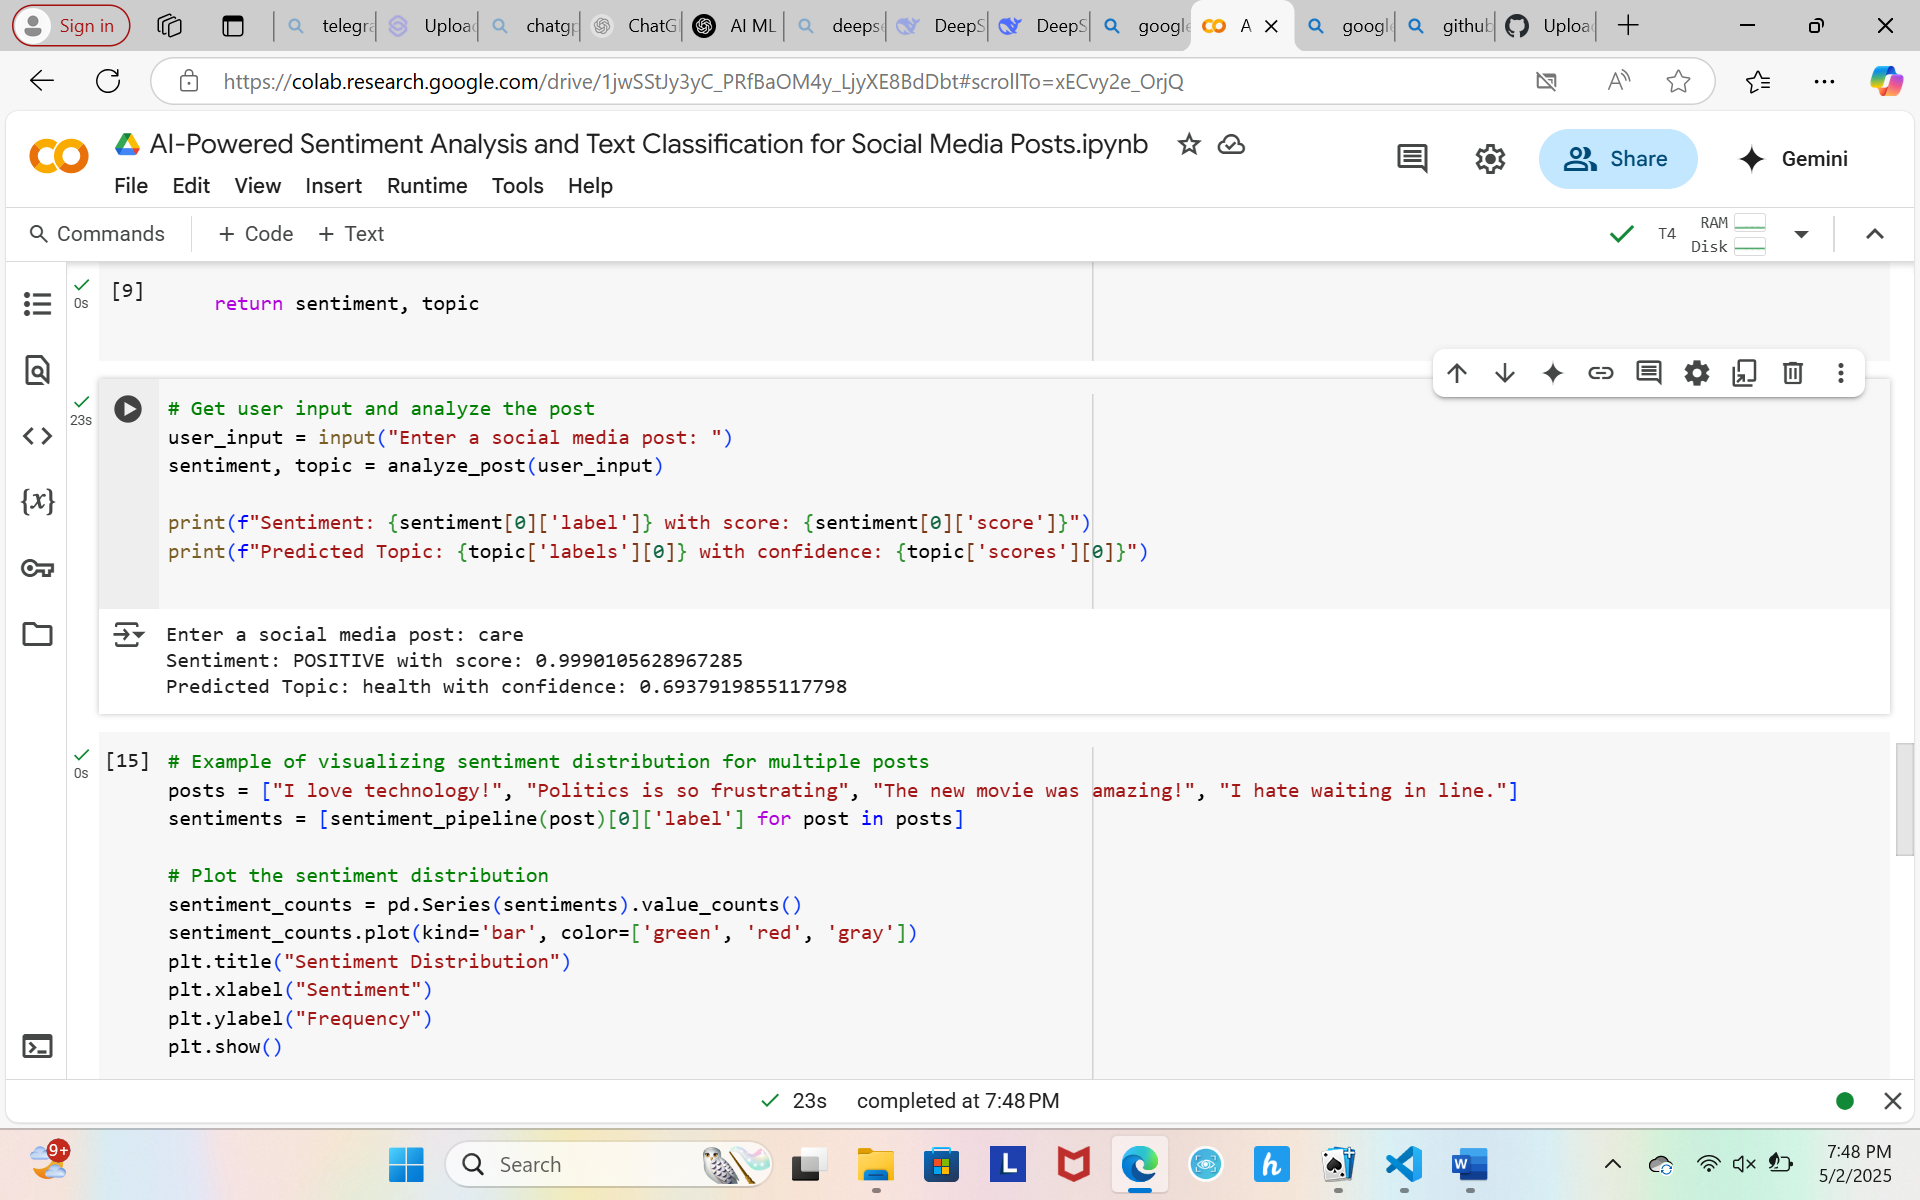 Sign in
telegra
Upload
chatgp
ChatGP
AI ML
deepse
DeepS
DeepS
google
A
google
github
Upload
https://colab.research.google.com/drive/1jwSStJy3yC_PRfBaOM4y_LjyXE8BdDbt#scrollTo=xECvy2e_OrjQ
AI-Powered Sentiment Analysis and Text Classification for Social Media Posts.ipynb
Share
Gemini
File Edit View Insert Runtime Tools Help
Commands + Code + Text
T4
RAM
Disk
[9]
0s
return sentiment, topic
23s
# Get user input and analyze the post
user_input = input("Enter a social media post: ")
sentiment, topic = analyze_post(user_input)
print(f"Sentiment: {sentiment[0]['label']} with score: {sentiment[0]['score']}")
print(f"Predicted Topic: {topic['labels'][0]} with confidence: {topic['scores'][0]}")
Enter a social media post: care
Sentiment: POSITIVE with score: 0.9990105628967285
Predicted Topic: health with confidence: 0.6937919855117798
[15]
0s
# Example of visualizing sentiment distribution for multiple posts
posts = ["I love technology!", "Politics is so frustrating", "The new movie was amazing!", "I hate waiting in line."]
sentiments = [sentiment_pipeline(post)[0]['label'] for post in posts]
# Plot the sentiment distribution
sentiment_counts = pd.Series(sentiments).value_counts()
sentiment_counts.plot(kind='bar', color=['green', 'red', 'gray'])
plt.title("Sentiment Distribution")
plt.xlabel("Sentiment")
plt.ylabel("Frequency")
plt.show()
23s completed at 7:48 PM
9+
Search
7:48 PM
5/2/2025